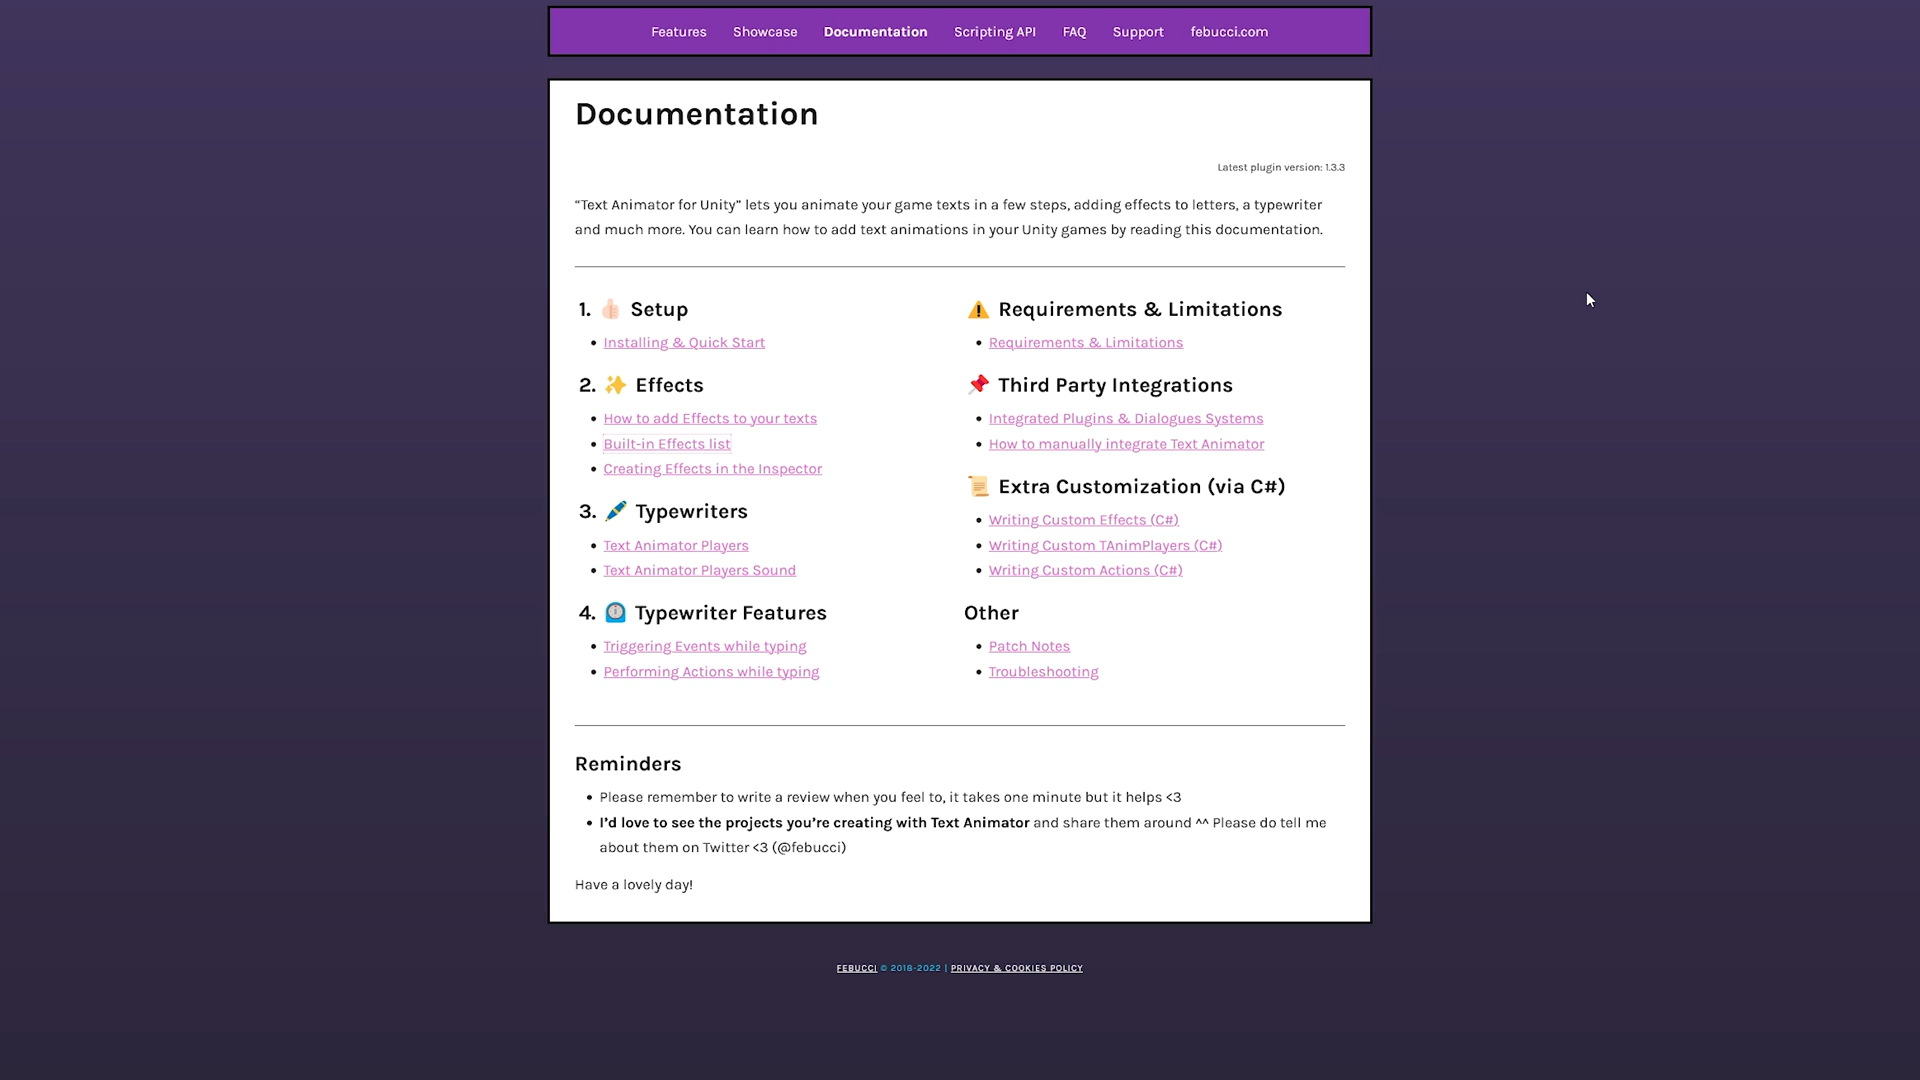 Features Showcase Documentation Scripting API FAQ Support febucci.com
Documentation
Latest plugin version: 1.3.3
“Text Animator for Unity” lets you animate your game texts in a few steps, adding effects to letters, a typewriter
and much more. You can learn how to add text animations in your Unity games by reading this documentation.
1. 👍🏻 Setup
• Installing & Quick Start
2. ✨ Effects
• How to add Effects to your texts
• Built-in Effects list
• Creating Effects in the Inspector
3. 🖊️ Typewriters
• Text Animator Players
• Text Animator Players Sound
4. ⏲️ Typewriter Features
• Triggering Events while typing
• Performing Actions while typing
⚠️ Requirements & Limitations
• Requirements & Limitations
📌 Third Party Integrations
• Integrated Plugins & Dialogues Systems
• How to manually integrate Text Animator
📜 Extra Customization (via C#)
• Writing Custom Effects (C#)
• Writing Custom TAnimPlayers (C#)
• Writing Custom Actions (C#)
Other
• Patch Notes
• Troubleshooting
Reminders
• Please remember to write a review when you feel to, it takes one minute but it helps <3
• I’d love to see the projects you’re creating with Text Animator and share them around ^^ Please do tell me
about them on Twitter <3 (@febucci)
Have a lovely day!
FEBUCCI © 2018-2022 | PRIVACY & COOKIES POLICY